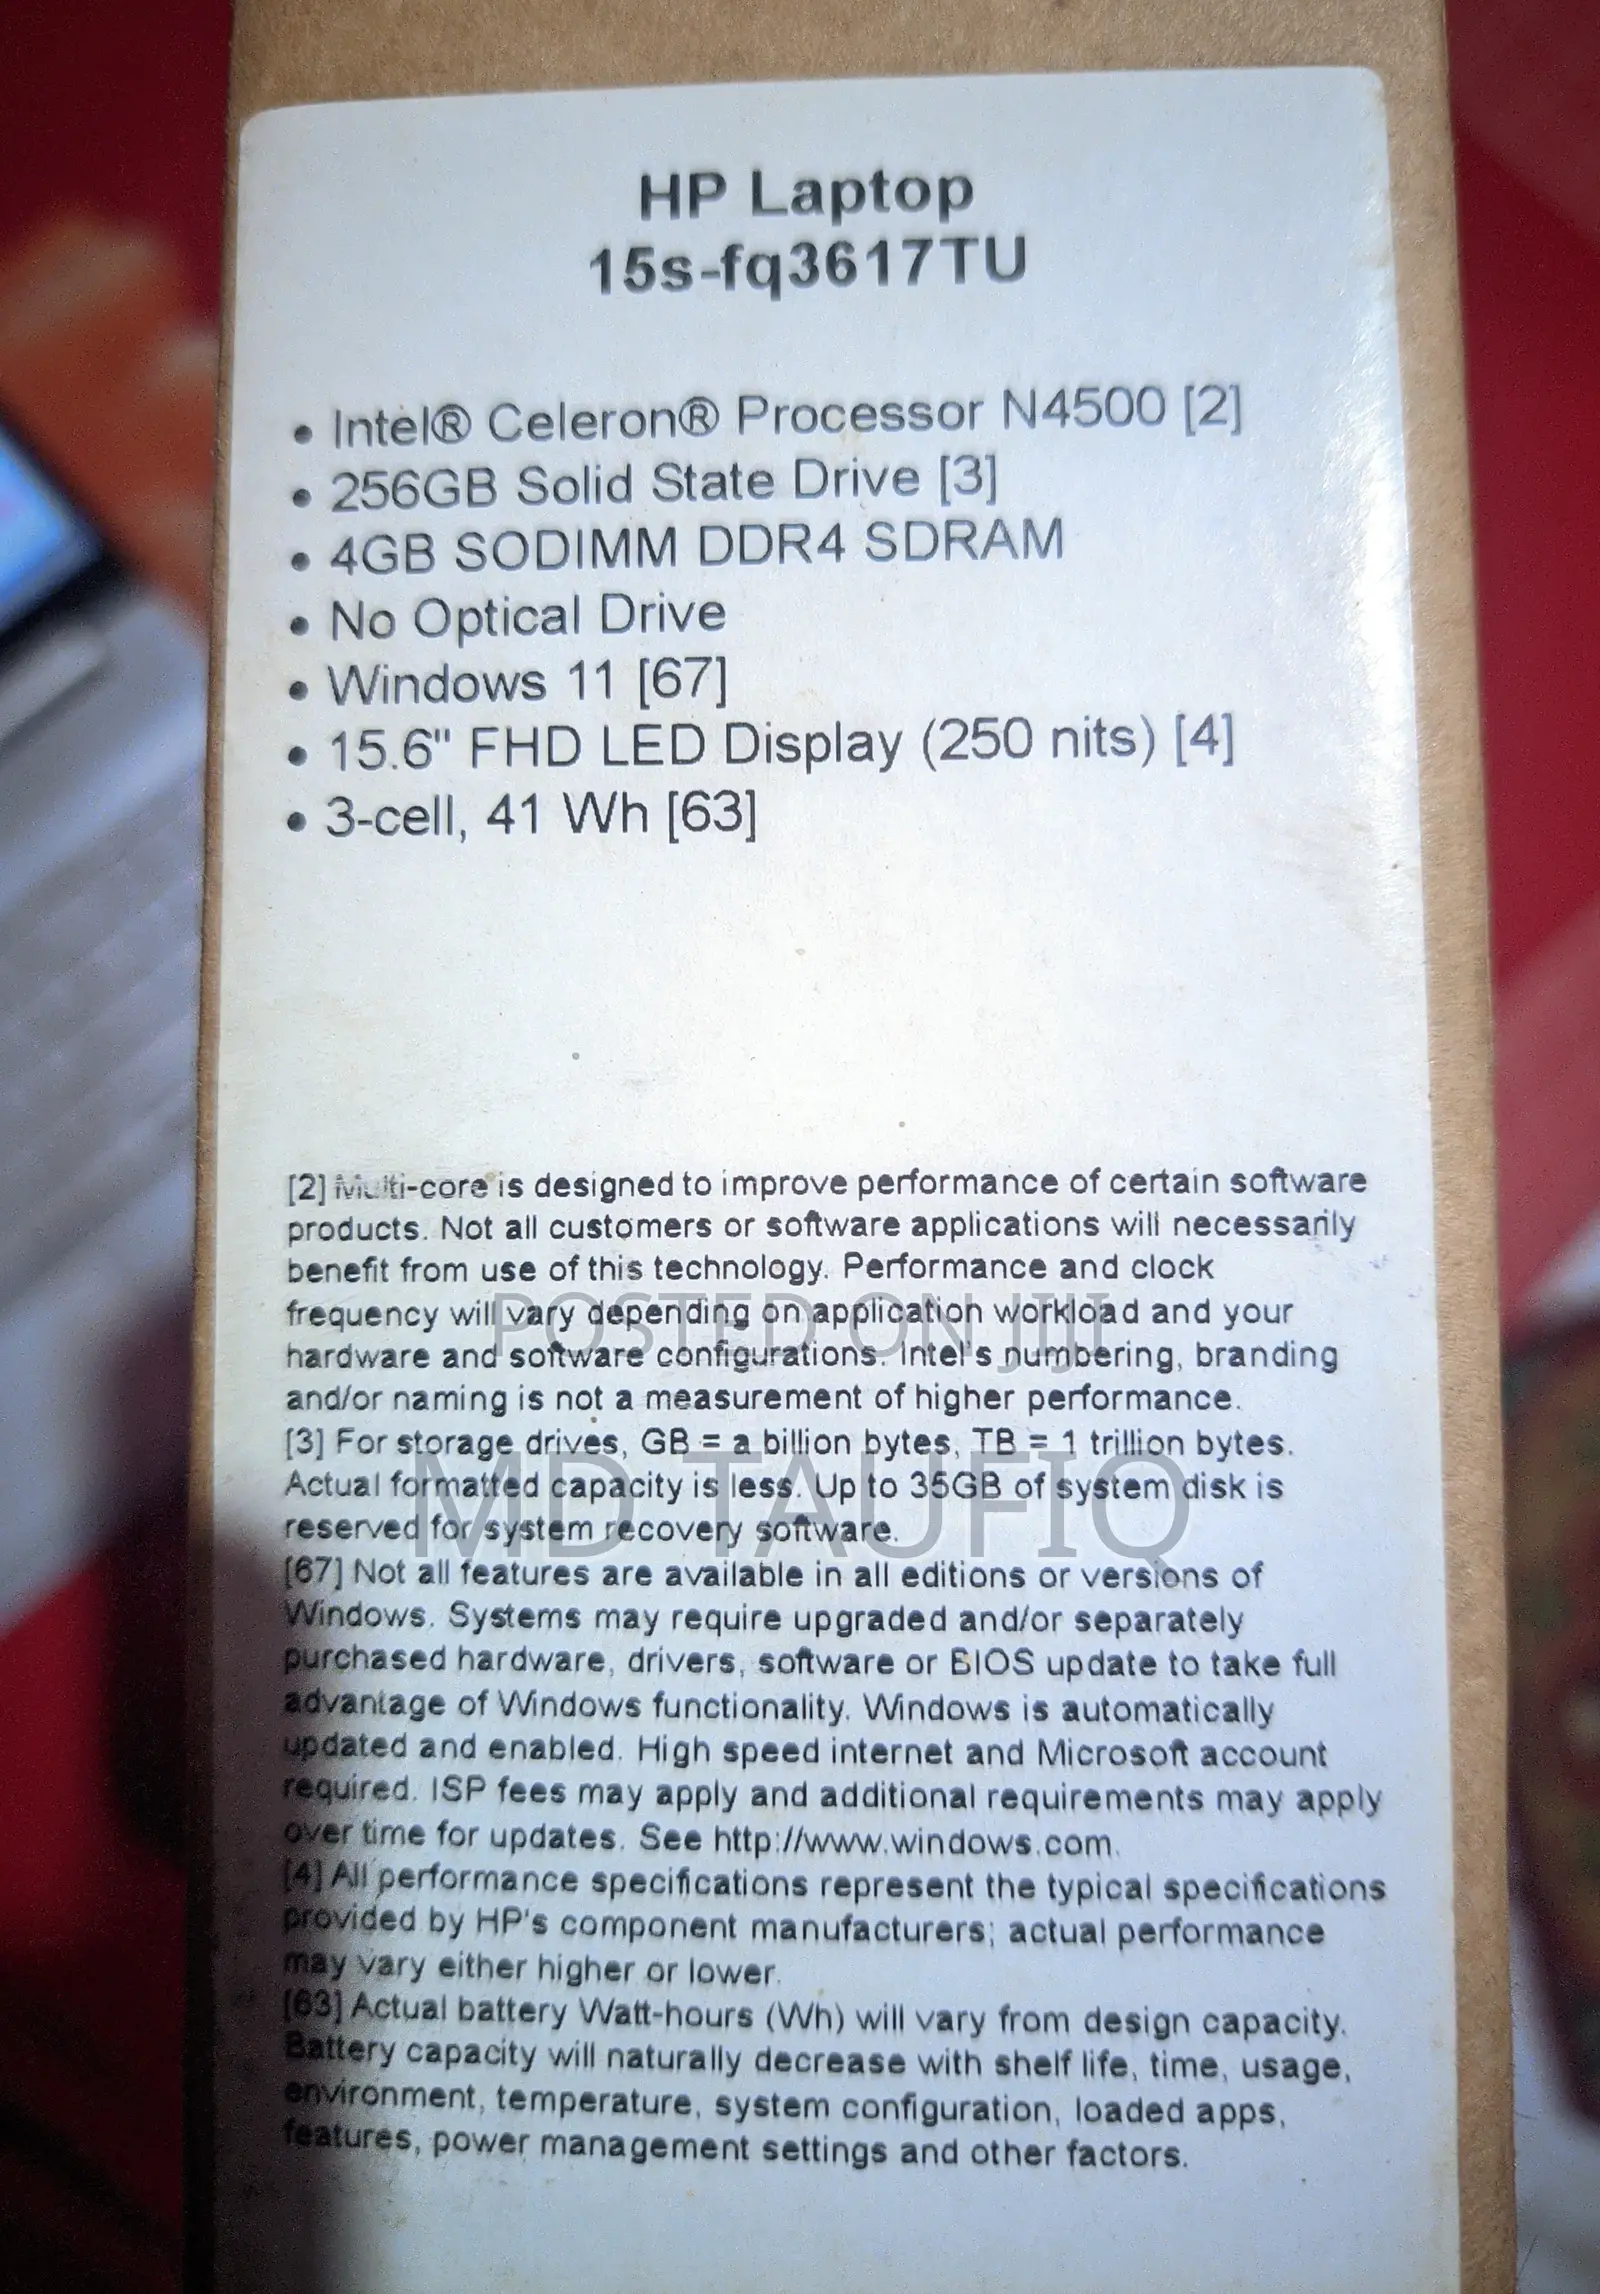 HP Laptop
15s-fq3617TU
• Intel® Celeron® Processor N4500 [2]
• 256GB Solid State Drive [3]
• 4GB SODIMM DDR4 SDRAM
• No Optical Drive
• Windows 11 [67]
• 15.6" FHD LED Display (250 nits) [4]
• 3-cell, 41 Wh [63]
[2] Multi-core is designed to improve performance of certain software
products. Not all customers or software applications will necessarily
benefit from use of this technology. Performance and clock
frequency will vary depending on application workload and your
hardware and software configurations. Intel's numbering, branding
and/or naming is not a measurement of higher performance.
[3] For storage drives, GB = a billion bytes, TB = 1 trillion bytes.
Actual formatted capacity is less. Up to 35GB of system disk is
reserved for system recovery software.
[67] Not all features are available in all editions or versions of
Windows. Systems may require upgraded and/or separately
purchased hardware, drivers, software or BIOS update to take full
advantage of Windows functionality. Windows is automatically
updated and enabled. High speed internet and Microsoft account
required. ISP fees may apply and additional requirements may apply
over time for updates. See http://www.windows.com.
[4] All performance specifications represent the typical specifications
provided by HP's component manufacturers; actual performance
may vary either higher or lower.
[63] Actual battery Watt-hours (Wh) will vary from design capacity.
Battery capacity will naturally decrease with shelf life, time, usage,
environment, temperature, system configuration, loaded apps,
features, power management settings and other factors.
POSTED ON JIJI
MD TAUFIQ